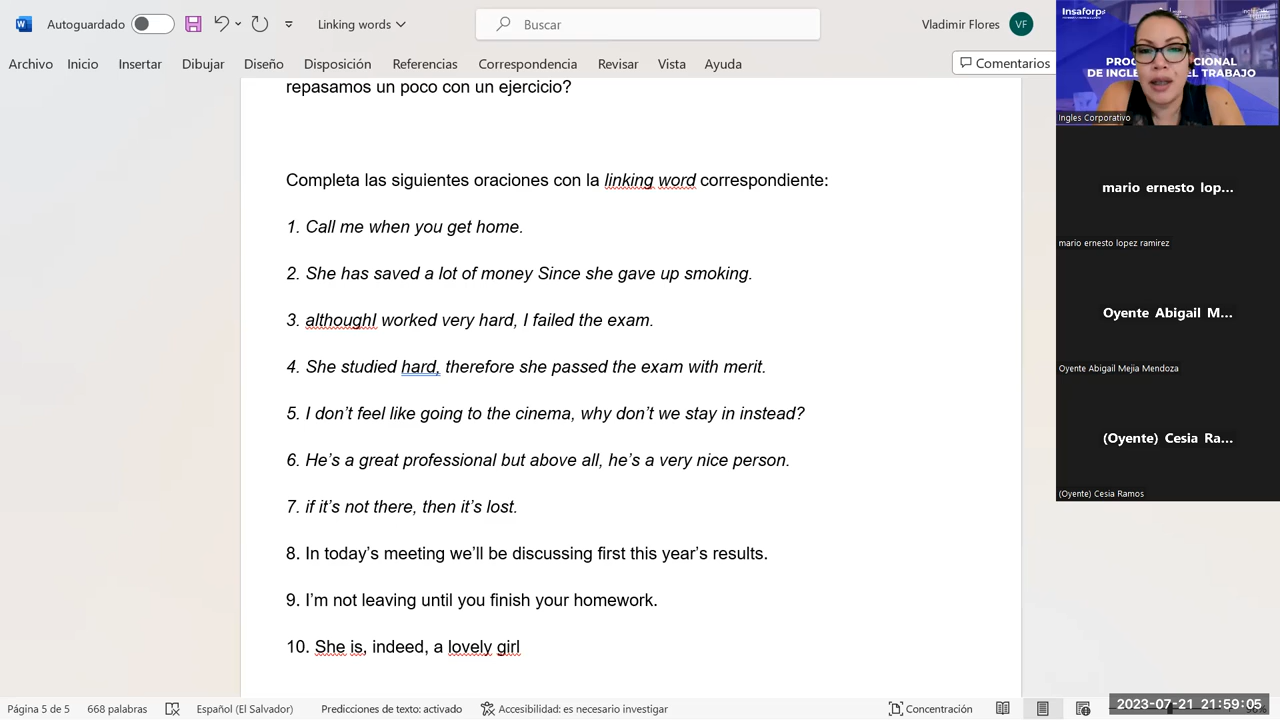 Autoguardado
Linking words
Buscar
Vladimir Flores
VF
Archivo Inicio Insertar Dibujar Diseño Disposición Referencias Correspondencia Revisar Vista Ayuda
Comentarios
repasamos un poco con un ejercicio?
Completa las siguientes oraciones con la linking word correspondiente:
1. Call me when you get home.
2. She has saved a lot of money Since she gave up smoking.
3. althoughI worked very hard, I failed the exam.
4. She studied hard, therefore she passed the exam with merit.
5. I don’t feel like going to the cinema, why don’t we stay in instead?
6. He’s a great professional but above all, he’s a very nice person.
7. if it’s not there, then it’s lost.
8. In today’s meeting we’ll be discussing first this year’s results.
9. I’m not leaving until you finish your homework.
10. She is, indeed, a lovely girl
Insaforp
DE INGL
TRABAJO
Ingles Corporativo
mario ernesto lop...
mario ernesto lopez ramirez
Oyente Abigail M...
Oyente Abigail Mejia Mendoza
(Oyente) Cesia Ra...
(Oyente) Cesia Ramos
Página 5 de 5
668 palabras
Español (El Salvador)
Predicciones de texto: activado
Accesibilidad: es necesario investigar
Concentración
2023-07-21 21:59:05